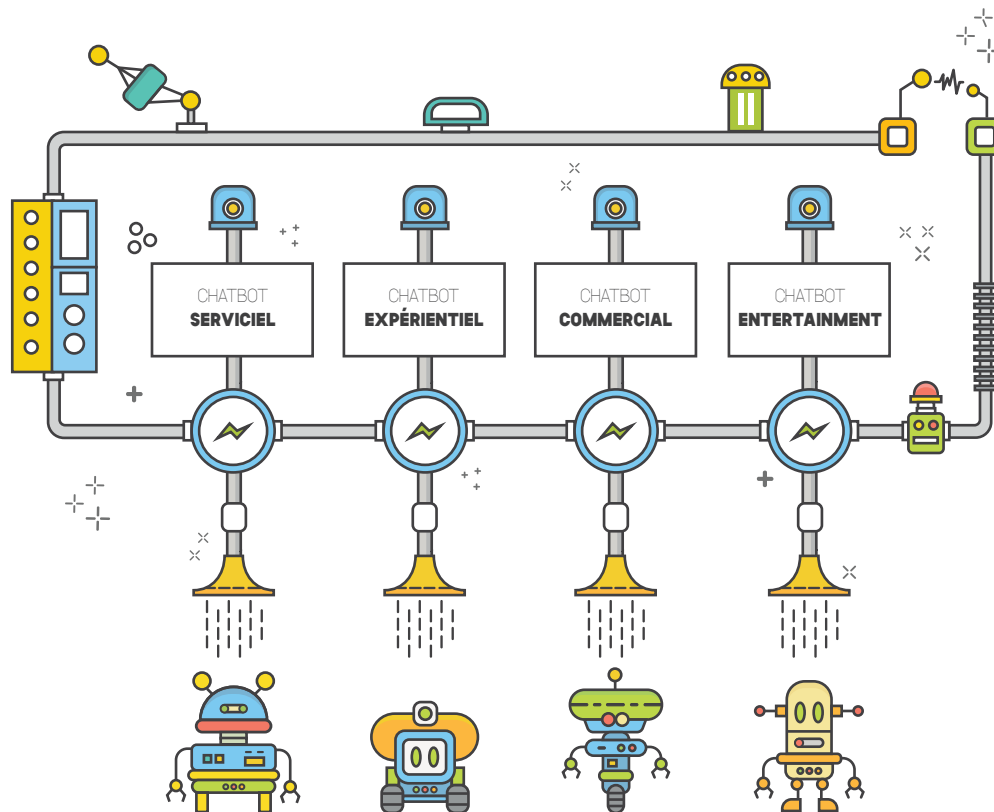 CHATBOT
SERVICIEL
CHATBOT
EXPÉRIENTIEL
CHATBOT
COMMERCIAL
CHATBOT
ENTERTAINMENT